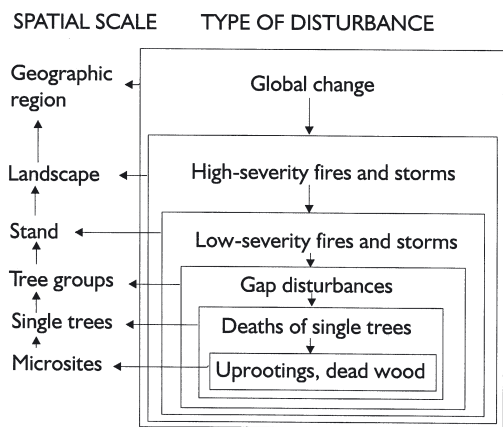 SPATIAL SCALE TYPE OF DISTURBANCE
Geographic
region
Global change
Landscape
High-severity fires and storms
Stand
Low-severity fires and storms
Tree groups
Gap disturbances
Single trees
Deaths of single trees
Microsites
Uprootings, dead wood